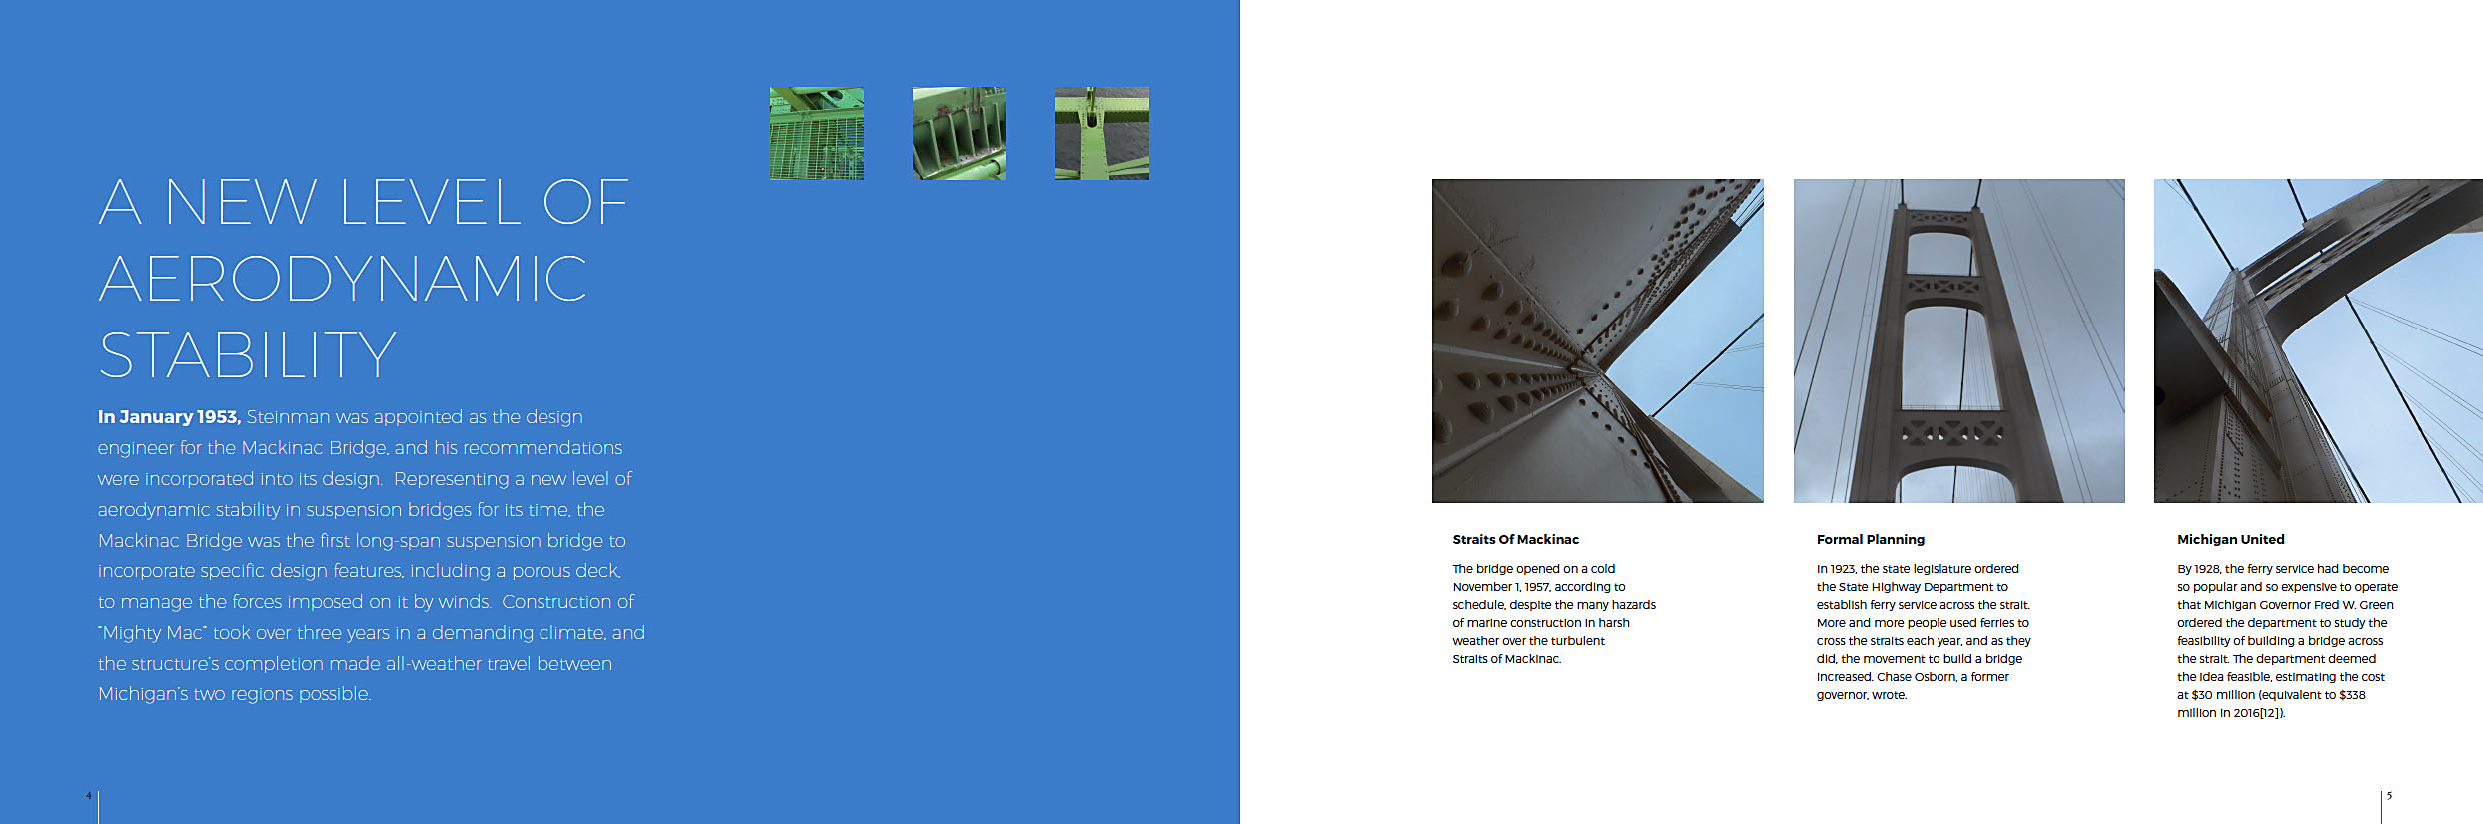 A NEW LEVEL OF
AERODYNAMIC
STABILITY
In January 1953, Steinman was appointed as the design
engineer for the Mackinac Bridge, and his recommendations
were incorporated into its design.  Representing a new level of
aerodynamic stability in suspension bridges for its time, the
Mackinac Bridge was the first long-span suspension bridge to
incorporate specific design features, including a porous deck,
to manage the forces imposed on it by winds.  Construction of
"Mighty Mac" took over three years in a demanding climate, and
the structure's completion made all-weather travel between
Michigan's two regions possible.
4
Straits Of Mackinac
The bridge opened on a cold
November 1, 1957, according to
schedule, despite the many hazards
of marine construction in harsh
weather over the turbulent
Straits of Mackinac.
Formal Planning
In 1923, the state legislature ordered
the State Highway Department to
establish ferry service across the strait.
More and more people used ferries to
cross the straits each year, and as they
did, the movement to build a bridge
increased. Chase Osborn, a former
governor, wrote.
Michigan United
By 1928, the ferry service had become
so popular and so expensive to operate
that Michigan Governor Fred W. Green
ordered the department to study the
feasibility of building a bridge across
the strait. The department deemed
the idea feasible, estimating the cost
at $30 million (equivalent to $338
million in 2016[12]).
5